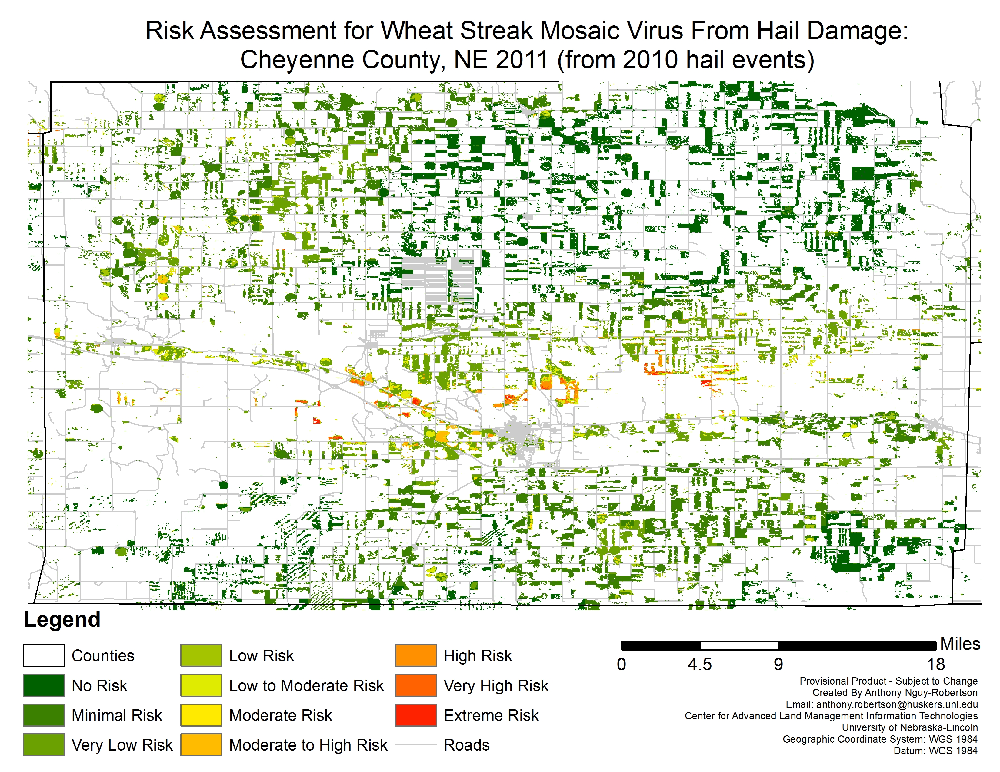 Risk Assessment for Wheat Streak Mosaic Virus From Hail Damage:
Cheyenne County, NE 2011 (from 2010 hail events)
Legend
Counties
No Risk
Minimal Risk
Very Low Risk
Low Risk
Low to Moderate Risk
Moderate Risk
Moderate to High Risk
High Risk
Very High Risk
Extreme Risk
Roads
Miles
0 4.5 9 18
Provisional Product - Subject to Change
Created By Anthony Nguy-Robertson
Email: anthony.robertson@huskers.unl.edu
Center for Advanced Land Management Information Technologies
University of Nebraska-Lincoln
Geographic Coordinate System: WGS 1984
Datum: WGS 1984